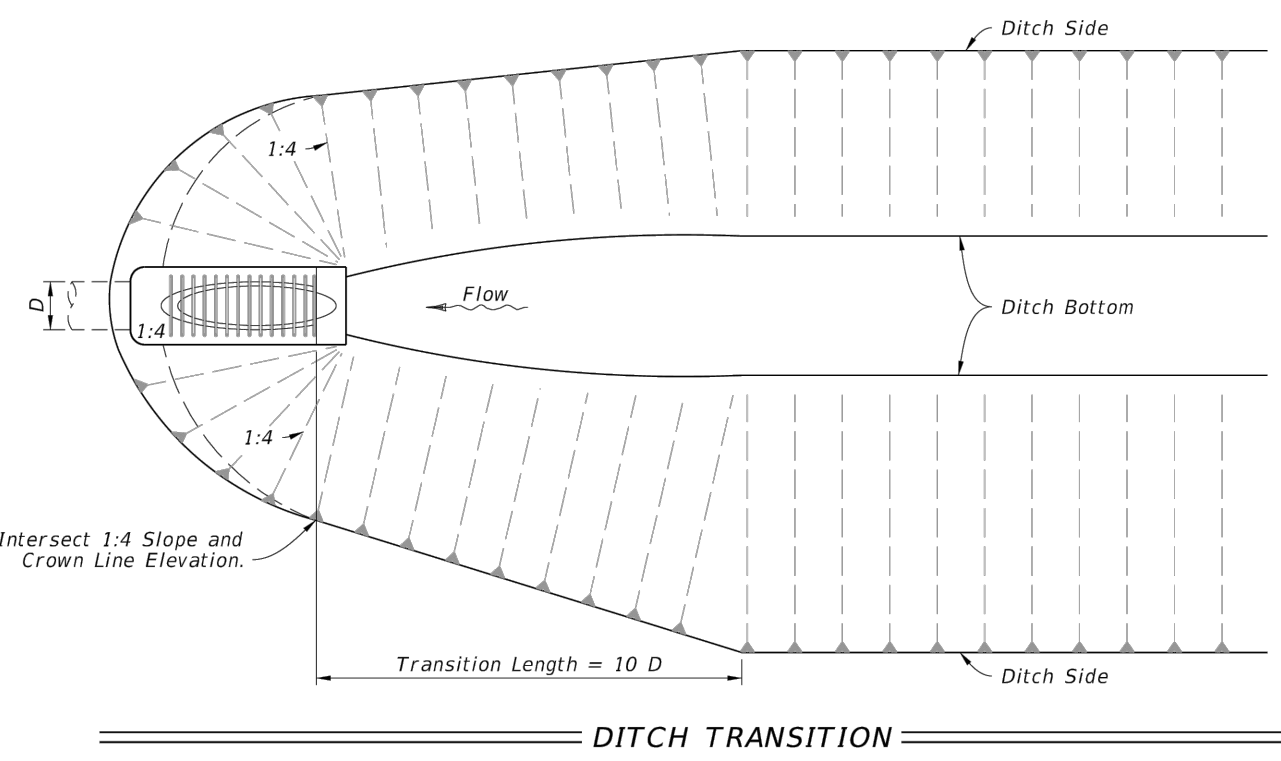 Ditch Side
1:4
D
Flow
Ditch Bottom
1:4
1:4
Intersect 1:4 Slope and
Crown Line Elevation.
Transition Length = 10 D
Ditch Side
DITCH TRANSITION